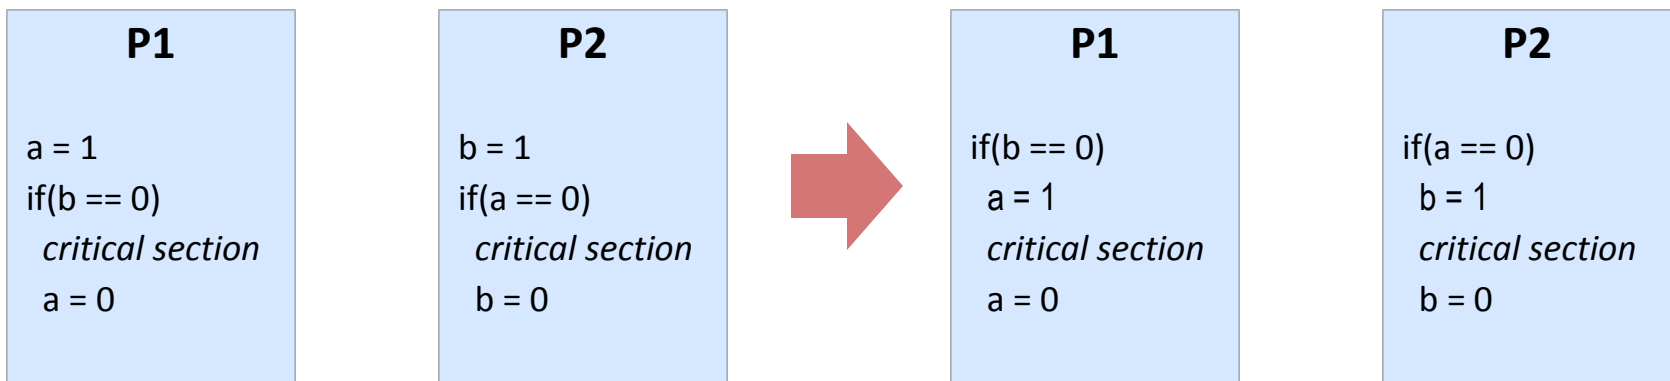 P1
a = 1
if(b == 0)
critical section
a = 0
P2
b = 1
if(a == 0)
critical section
b = 0
P1
if(b == 0)
a = 1
critical section
a = 0
P2
if(a == 0)
b = 1
critical section
b = 0